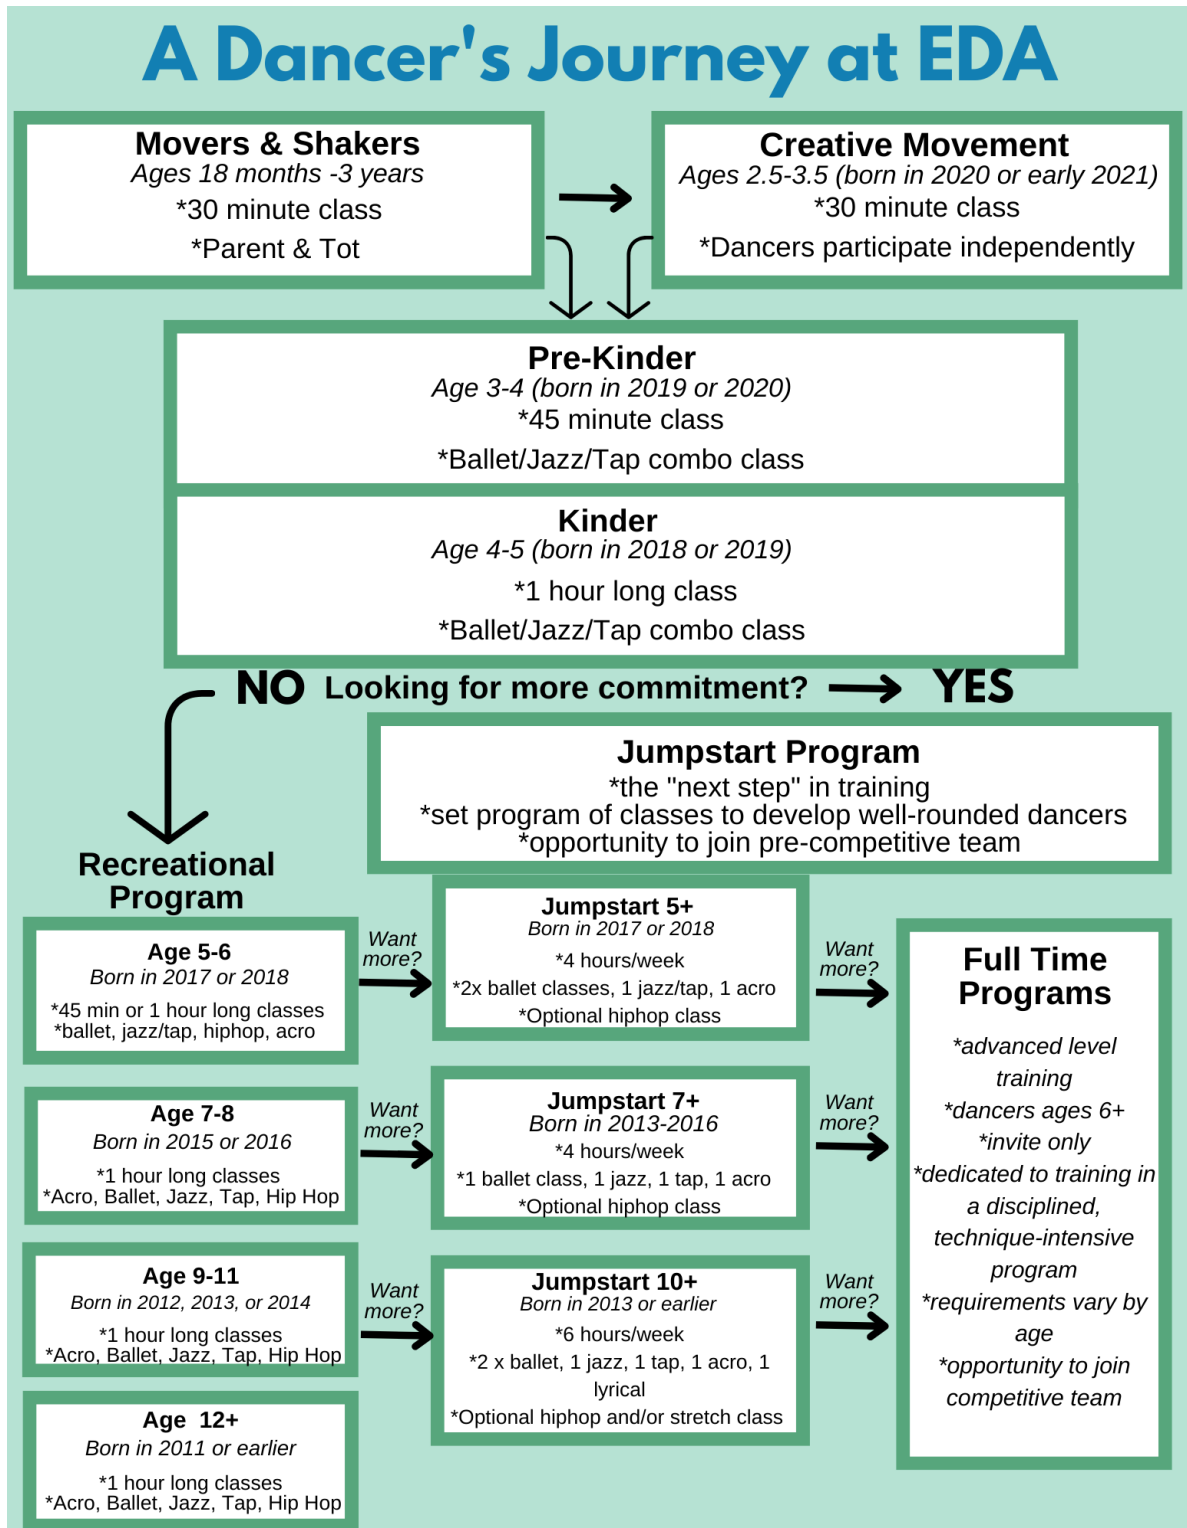 A Dancer's Journey at EDA
Movers & Shakers
Ages 18 months -3 years
*30 minute class
*Parent & Tot
Creative Movement
Ages 2.5-3.5 (born in 2020 or early 2021)
*30 minute class
*Dancers participate independently
Pre-Kinder
Age 3-4 (born in 2019 or 2020)
*45 minute class
*Ballet/Jazz/Tap combo class
Kinder
Age 4-5 (born in 2018 or 2019)
*1 hour long class
*Ballet/Jazz/Tap combo class
NO Looking for more commitment? YES
Jumpstart Program
*the "next step" in training
*set program of classes to develop well-rounded dancers
*opportunity to join pre-competitive team
Recreational
Program
Age 5-6
Born in 2017 or 2018
*45 min or 1 hour long classes
*ballet, jazz/tap, hiphop, acro
Want
more?
Jumpstart 5+
Born in 2017 or 2018
*4 hours/week
*2x ballet classes, 1 jazz/tap, 1 acro
*Optional hiphop class
Want
more?
Age 7-8
Born in 2015 or 2016
*1 hour long classes
*Acro, Ballet, Jazz, Tap, Hip Hop
Want
more?
Jumpstart 7+
Born in 2013-2016
*4 hours/week
*1 ballet class, 1 jazz, 1 tap, 1 acro
*Optional hiphop class
Want
more?
Age 9-11
Born in 2012, 2013, or 2014
*1 hour long classes
*Acro, Ballet, Jazz, Tap, Hip Hop
Want
more?
Jumpstart 10+
Born in 2013 or earlier
*6 hours/week
*2 x ballet, 1 jazz, 1 tap, 1 acro, 1
lyrical
*Optional hiphop and/or stretch class
Want
more?
Age 12+
Born in 2011 or earlier
*1 hour long classes
*Acro, Ballet, Jazz, Tap, Hip Hop
Full Time
Programs
*advanced level
training
*dancers ages 6+
*invite only
*dedicated to training in
a disciplined,
technique-intensive
program
*requirements vary by
age
*opportunity to join
competitive team